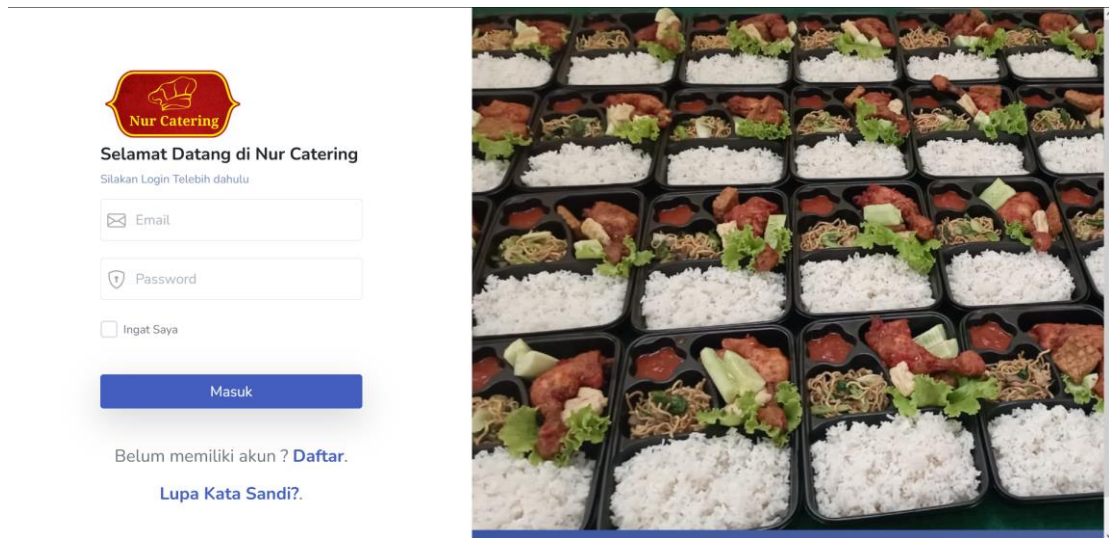 Nur Catering
Selamat Datang di Nur Catering
Silakan Login Telebih dahulu
Email
Password
Ingat Saya
Masuk
Belum memiliki akun ? Daftar.
Lupa Kata Sandi?.